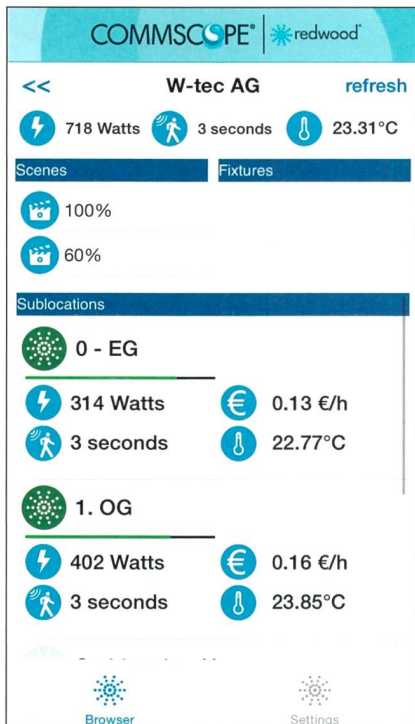 COMMSCOPE® redwood®
<< W-tec AG refresh
718 Watts 3 seconds 23.31°C
Scenes Fixtures
100%
60%
Sublocations
0 - EG
314 Watts € 0.13 €/h
3 seconds 22.77°C
1. OG
402 Watts € 0.16 €/h
3 seconds 23.85°C
Browser Settings